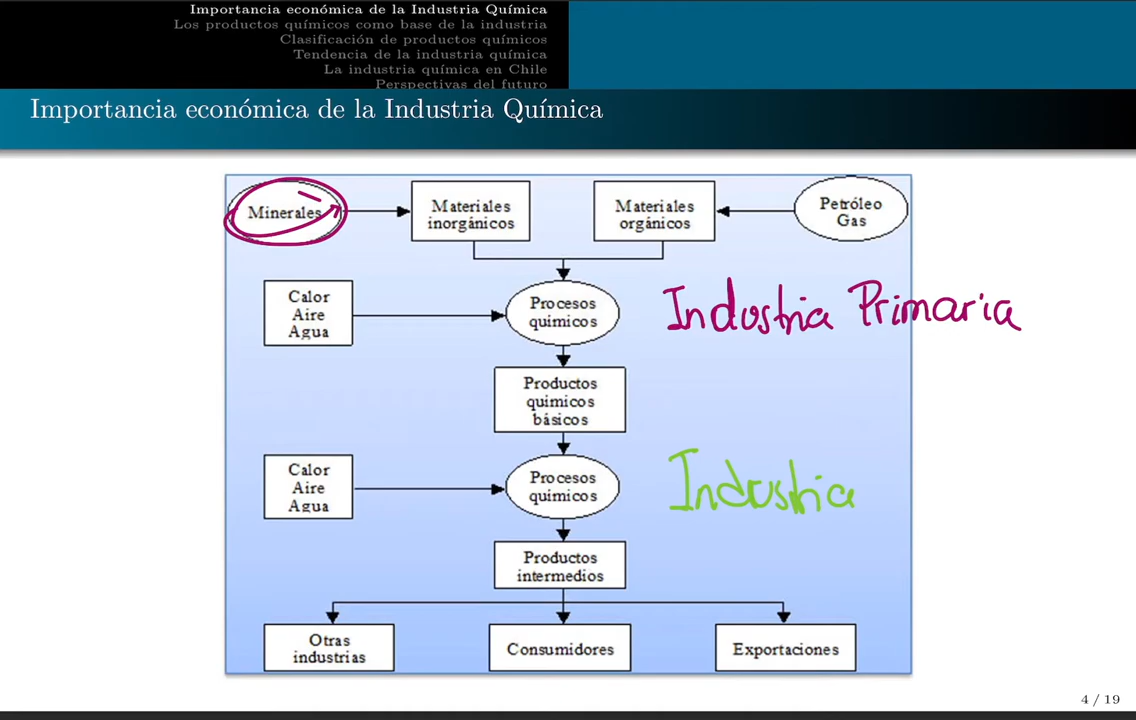 Importancia económica de la Industria Química
Los productos químicos como base de la industria
Clasificación de productos químicos
Tendencia de la industria química
La industria química en Chile
Perspectivas del futuro
Importancia económica de la Industria Química
Minerales
Materiales
inorgánicos
Materiales
orgánicos
Petróleo
Gas
Calor
Aire
Agua
Procesos
químicos
Industria Primaria
Productos
químicos
básicos
Calor
Aire
Agua
Procesos
químicos
Industria
Productos
intermedios
Otras
industrias
Consumidores
Exportaciones
4 / 19